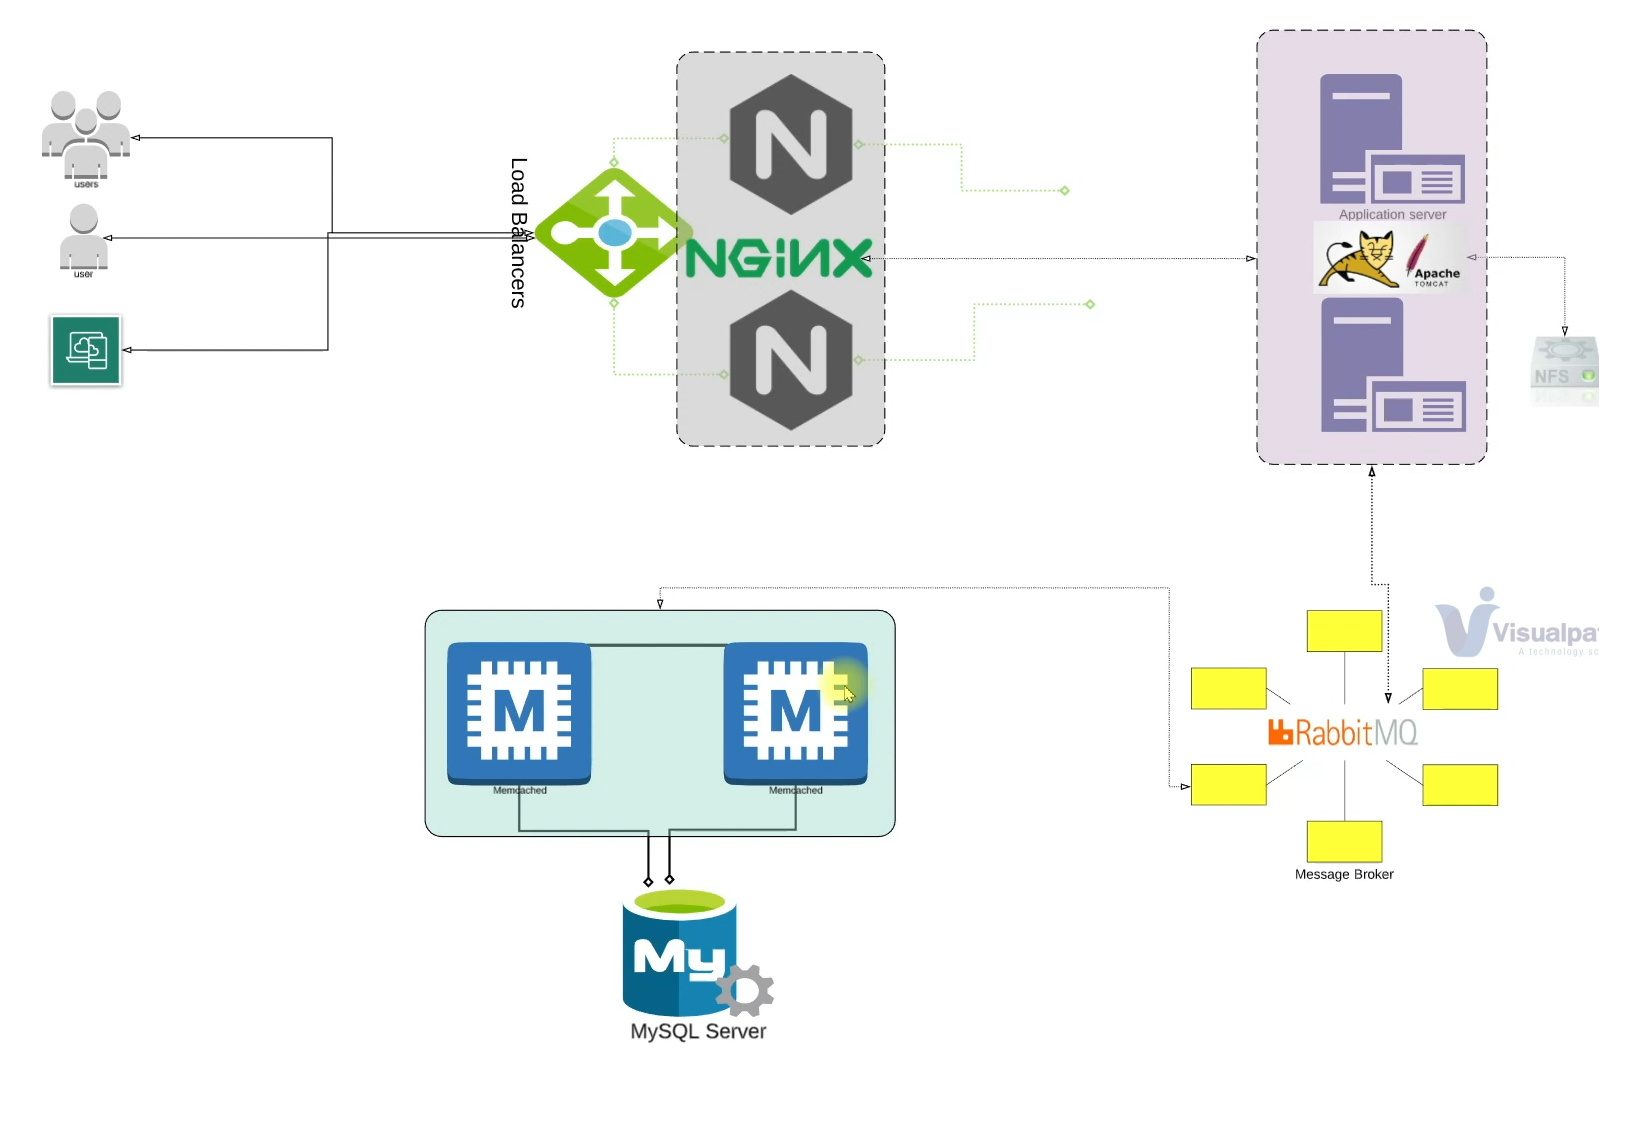 users
user
Load Balancers
N
NGiNX
N
Application server
Apache
TOMCAT
NFS
Visualpa
A technology sc
M
M
Memcached
Memcached
RabbitMQ
Message Broker
My
MySQL Server